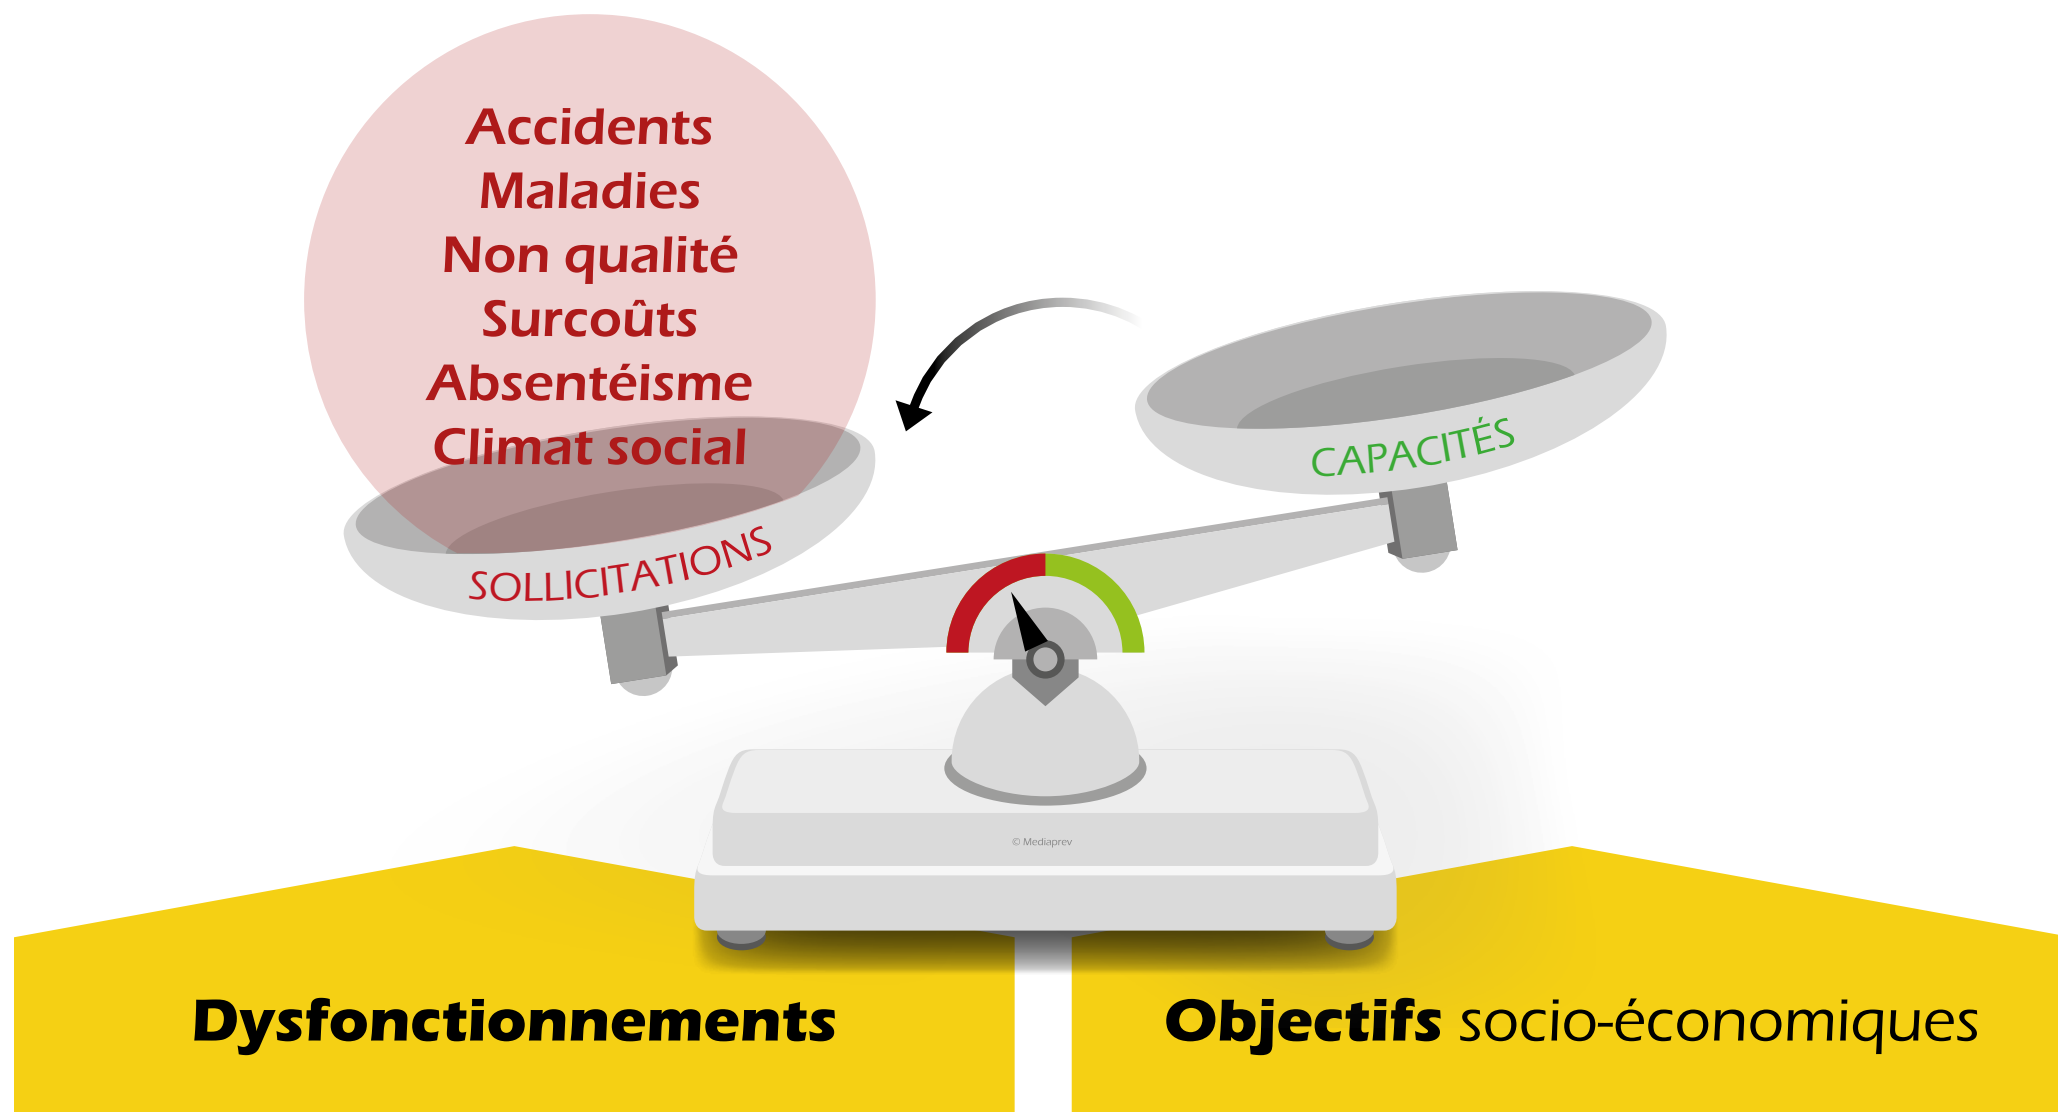 Accidents
Maladies
Non qualité
Surcoûts
Absentéisme
Climat social
SOLLICITATIONS
CAPACITÉS
© Mediaprev
Dysfonctionnements
Objectifs socio-économiques